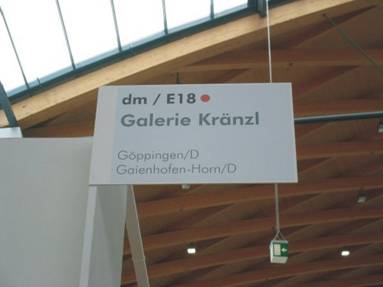 dm / E18
Galerie Kränzl
Göppingen/D
Gaienhofen-Horn/D